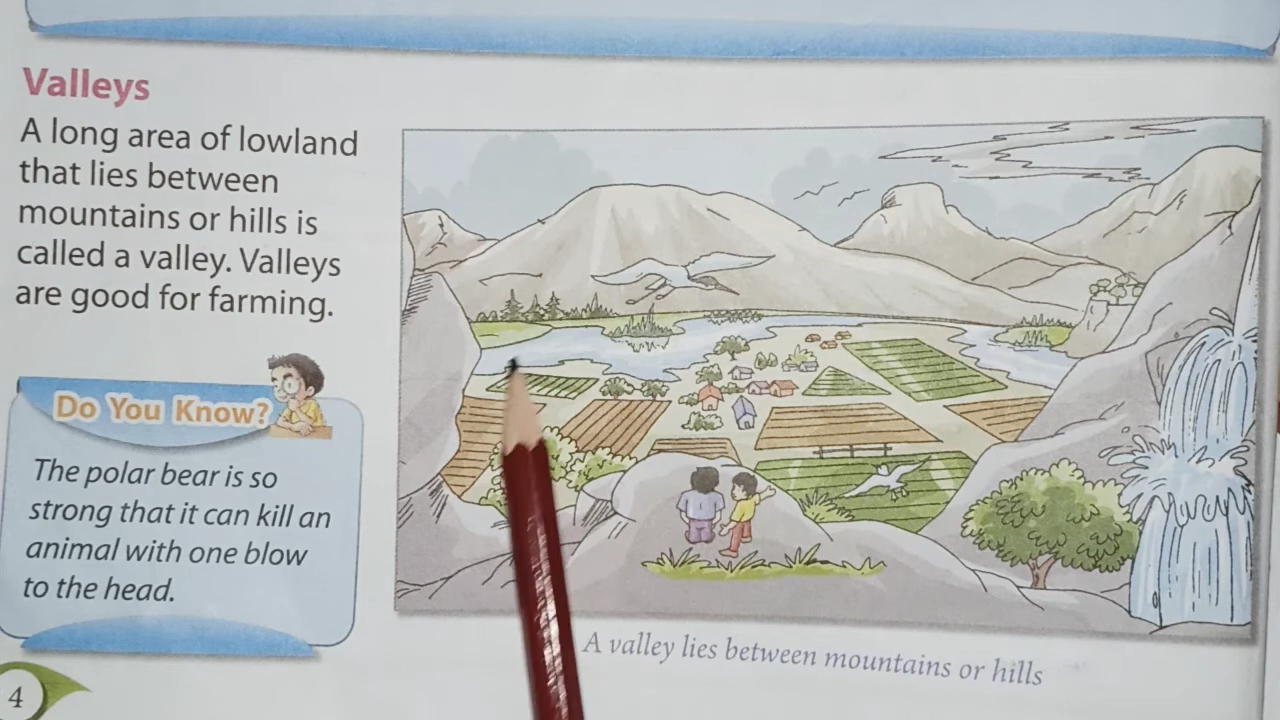 Valleys
A long area of lowland
that lies between
mountains or hills is
called a valley. Valleys
are good for farming.
Do You Know?
The polar bear is so
strong that it can kill an
animal with one blow
to the head.
A valley lies between mountains or hills
4